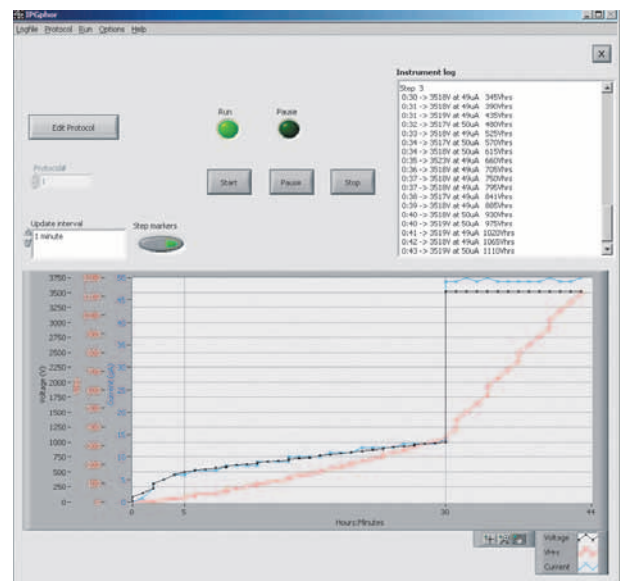 IPGphor
Logfile Protocol Run Options Help
X
Instrument log
Step 3
0:30 -> 3518V at 49uA 345Vhrs
0:31 -> 3518V at 49uA 390Vhrs
0:31 -> 3519V at 49uA 435Vhrs
0:32 -> 3517V at 50uA 480Vhrs
0:33 -> 3518V at 49uA 525Vhrs
0:34 -> 3517V at 50uA 570Vhrs
0:34 -> 3518V at 50uA 615Vhrs
0:35 -> 3523V at 49uA 660Vhrs
0:36 -> 3518V at 49uA 705Vhrs
0:37 -> 3518V at 49uA 750Vhrs
0:37 -> 3518V at 49uA 795Vhrs
0:38 -> 3517V at 50uA 841Vhrs
0:39 -> 3518V at 49uA 885Vhrs
0:40 -> 3518V at 50uA 930Vhrs
0:40 -> 3519V at 50uA 975Vhrs
0:41 -> 3519V at 49uA 1020Vhrs
0:42 -> 3518V at 49uA 1065Vhrs
0:43 -> 3519V at 50uA 1110Vhrs
Run
Pause
Edit Protocol
Protocol#
1
Start
Pause
Stop
Update interval
1 minute
Step markers
3750
3500
3000
2750
2500
2250
2000
1750
1500
1250
1000
750
500
250
0
Voltage (V)
Current (uA)
0
5
30
44
Hours:Minutes
Voltage
Vhrs
Current